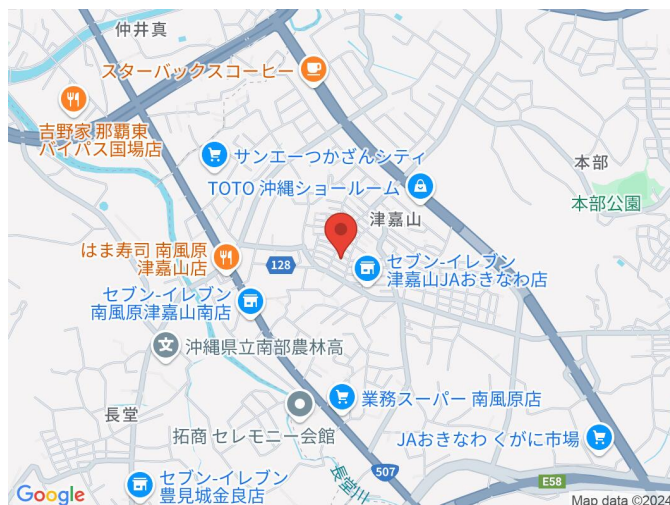 仲井真
スターバックスコーヒー
吉野家 那覇東
バイパス国場店
サンエーつかざんシティ
本部
TOTO 沖縄ショールーム
本部公園
津嘉山
はま寿司 南風原
津嘉山店
128
セブン-イレブン
津嘉山JAおきなわ店
セブン-イレブン
南風原津嘉山南店
文
沖縄県立南部農林高
業務スーパー 南風原店
長堂
拓商 セレモニー会館
JAおきなわ くがに市場
507
長堂川
E58
セブン-イレブン
豊見城金良店
Google
Map data ©2024